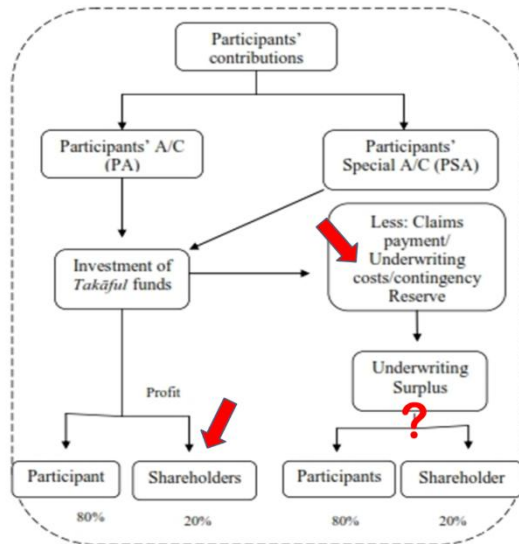 Participants'
contributions
Participants' A/C
(PA)
Participants'
Special A/C (PSA)
Investment of
Takāful funds
Less: Claims
payment/
Underwriting
costs/contingency
Reserve
Underwriting
Surplus
?
Profit
Participant
Shareholders
Participants
Shareholder
80%
20%
80%
20%